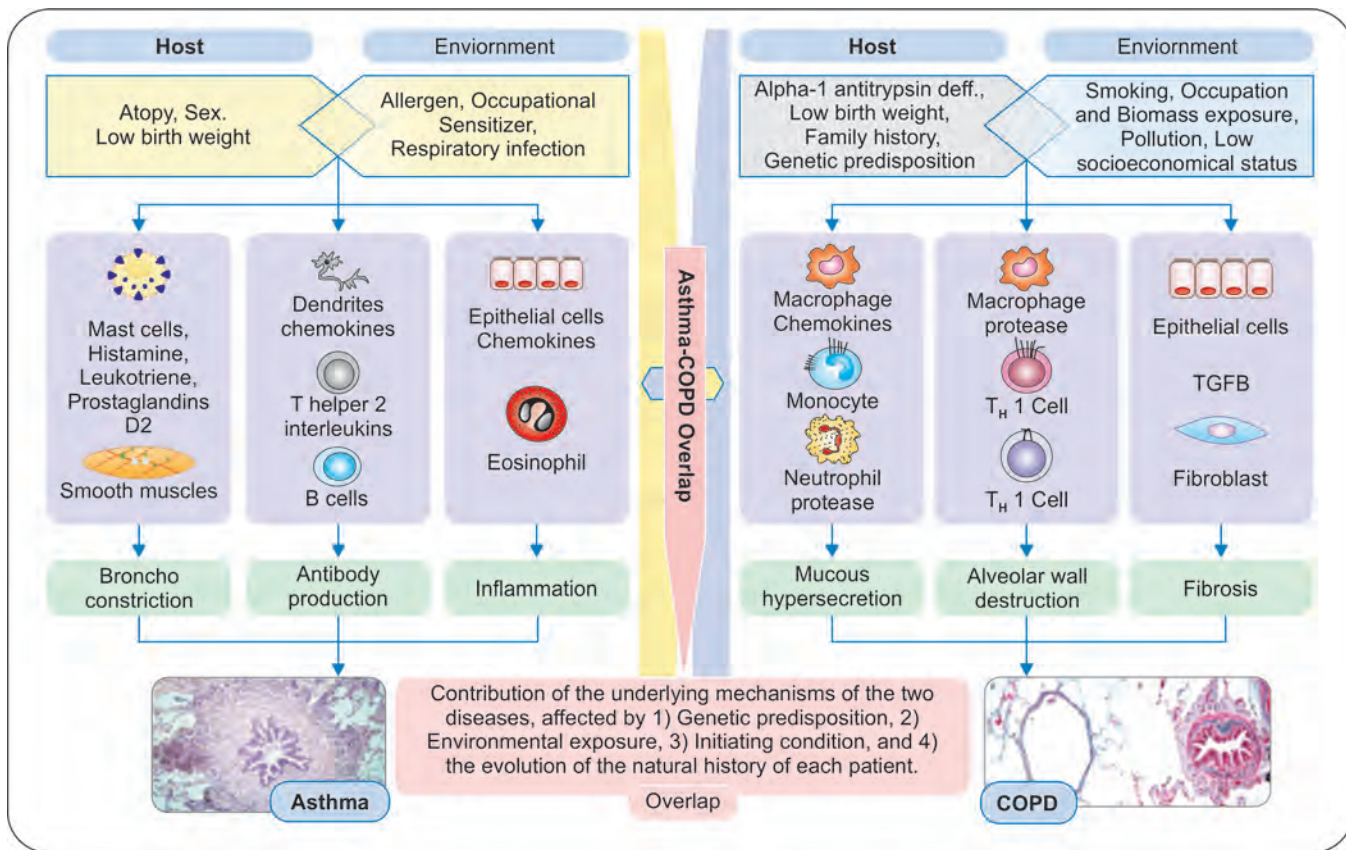 Host
Enviornment
Atopy, Sex.
Low birth weight
Allergen, Occupational
Sensitizer,
Respiratory infection
Mast cells,
Histamine,
Leukotriene,
Prostaglandins
D2
Smooth muscles
Dendrites
chemokines
T helper 2
interleukins
B cells
Epithelial cells
Chemokines
Eosinophil
Broncho
constriction
Antibody
production
Inflammation
Asthma
Asthma-COPD Overlap
Host
Enviornment
Alpha-1 antitrypsin deff.,
Low birth weight,
Family history,
Genetic predisposition
Smoking, Occupation
and Biomass exposure,
Pollution, Low
socioeconomical status
Macrophage
Chemokines
Monocyte
Neutrophil
protease
Macrophage
protease
TH 1 Cell
TH 1 Cell
Epithelial cells
TGFB
Fibroblast
Mucous
hypersecretion
Alveolar wall
destruction
Fibrosis
COPD
Contribution of the underlying mechanisms of the two
diseases, affected by 1) Genetic predisposition, 2)
Environmental exposure, 3) Initiating condition, and 4)
the evolution of the natural history of each patient.
Overlap